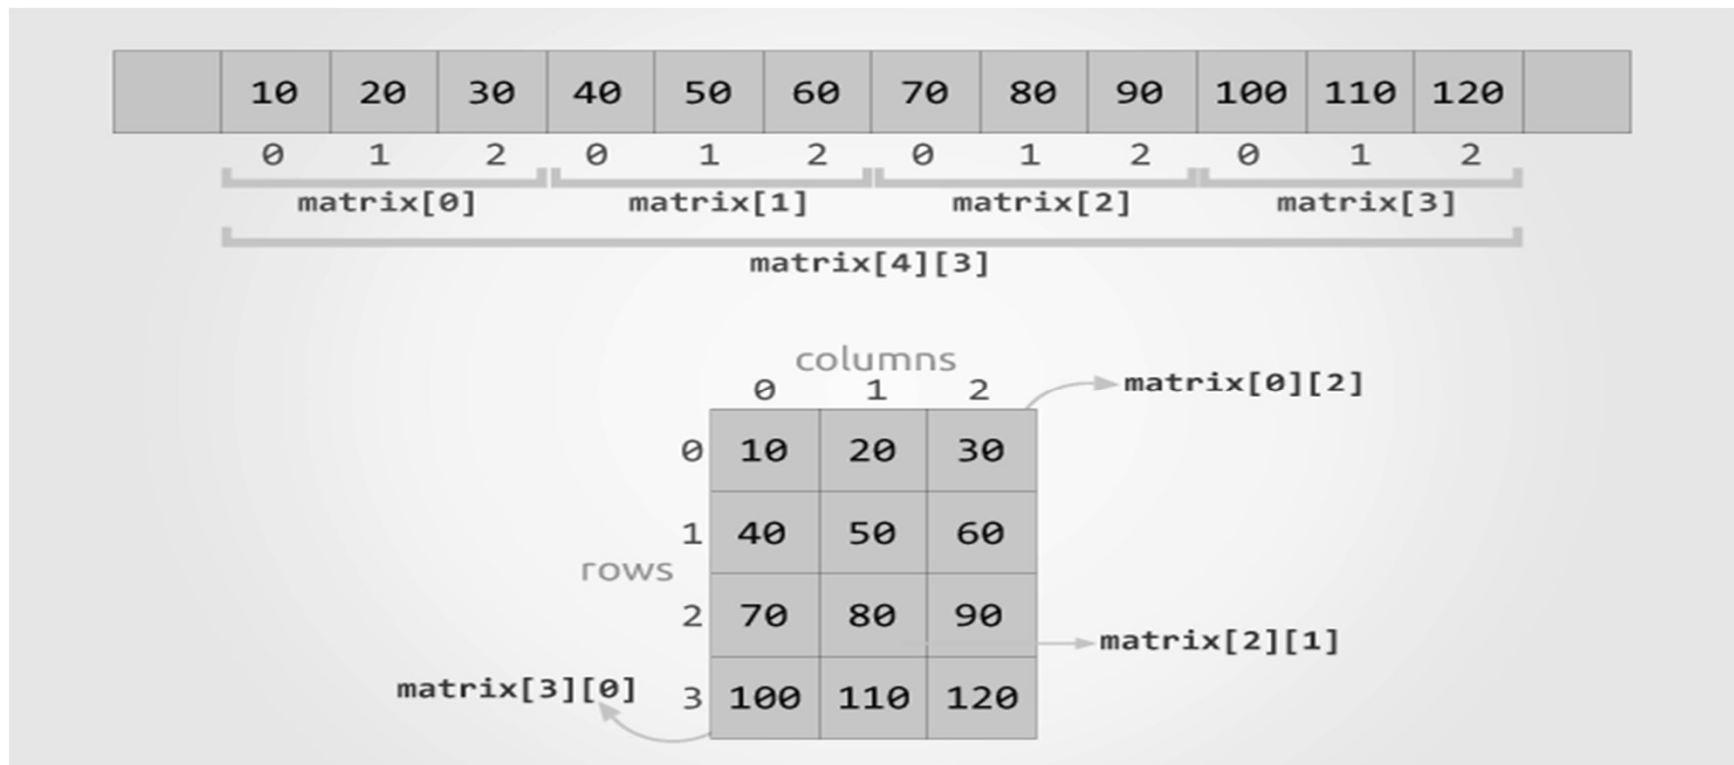 10 20 30 40 50 60 70 80 90 100 110 120
0 1 2 0 1 2 0 1 2 0 1 2
matrix[0] matrix[1] matrix[2] matrix[3]
matrix[4][3]
columns
0 1 2
matrix[0][2]
0 10 20 30
1 40 50 60
rows
2 70 80 90
matrix[2][1]
matrix[3][0]
3 100 110 120